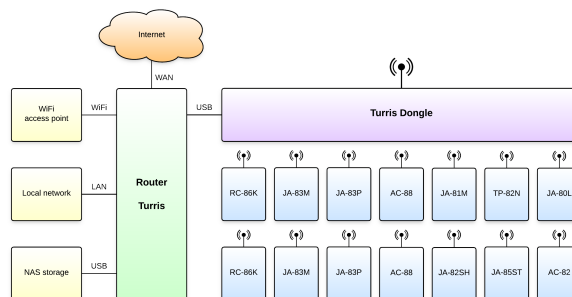 Internet
WAN
WiFi
access point
WiFi
USB
Turris Dongle
Router
Turris
Local network
LAN
RC-86K
JA-83M
JA-83P
AC-88
JA-81M
TP-82N
JA-80L
NAS storage
USB
RC-86K
JA-83M
JA-83P
AC-88
JA-82SH
JA-85ST
AC-82